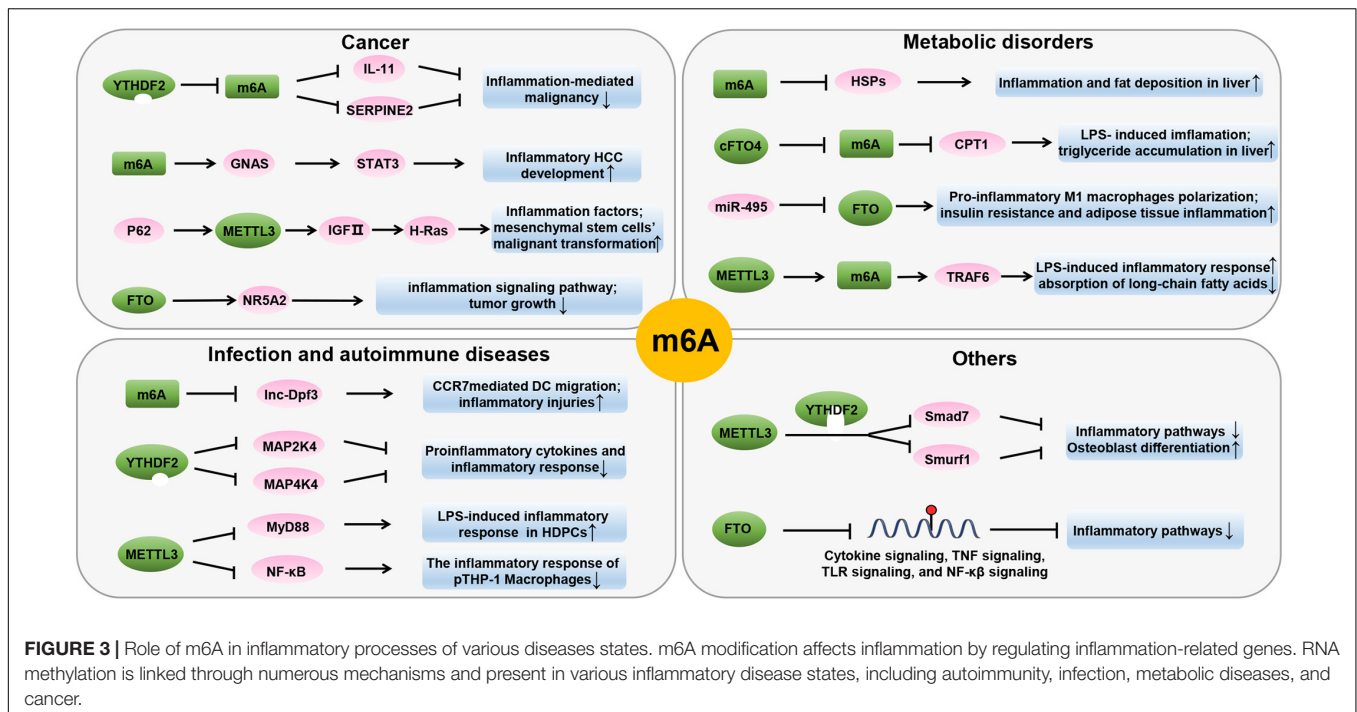 Cancer
YTHDF2
m6A
IL-11
SERPINE2
Inflammation-mediated
malignancy ↓
m6A
GNAS
STAT3
Inflammatory HCC
development ↑
P62
METTL3
IGFⅡ
H-Ras
Inflammation factors;
mesenchymal stem cells'
malignant transformation↑
FTO
NR5A2
inflammation signaling pathway;
tumor growth ↓
Metabolic disorders
m6A
HSPs
Inflammation and fat deposition in liver ↑
cFTO4
m6A
CPT1
LPS- induced imflamation;
triglyceride accumulation in liver↑
miR-495
FTO
Pro-inflammatory M1 macrophages polarization;
insulin resistance and adipose tissue inflammation↑
METTL3
m6A
TRAF6
LPS-induced inflammatory response↑
absorption of long-chain fatty acids↓
m6A
Infection and autoimmune diseases
m6A
lnc-Dpf3
CCR7mediated DC migration;
inflammatory injuries↑
YTHDF2
MAP2K4
MAP4K4
Proinflammatory cytokines and
inflammatory response↓
METTL3
MyD88
NF-κB
LPS-induced inflammatory
response in HDPCs↑
The inflammatory response of
pTHP-1 Macrophages↓
Others
METTL3
YTHDF2
Smad7
Smurf1
Inflammatory pathways ↓
Osteoblast differentiation ↑
FTO
Cytokine signaling, TNF signaling,
TLR signaling, and NF-κβ signaling
Inflammatory pathways ↓
FIGURE 3 | Role of m6A in inflammatory processes of various diseases states. m6A modification affects inflammation by regulating inflammation-related genes. RNA
methylation is linked through numerous mechanisms and present in various inflammatory disease states, including autoimmunity, infection, metabolic diseases, and
cancer.